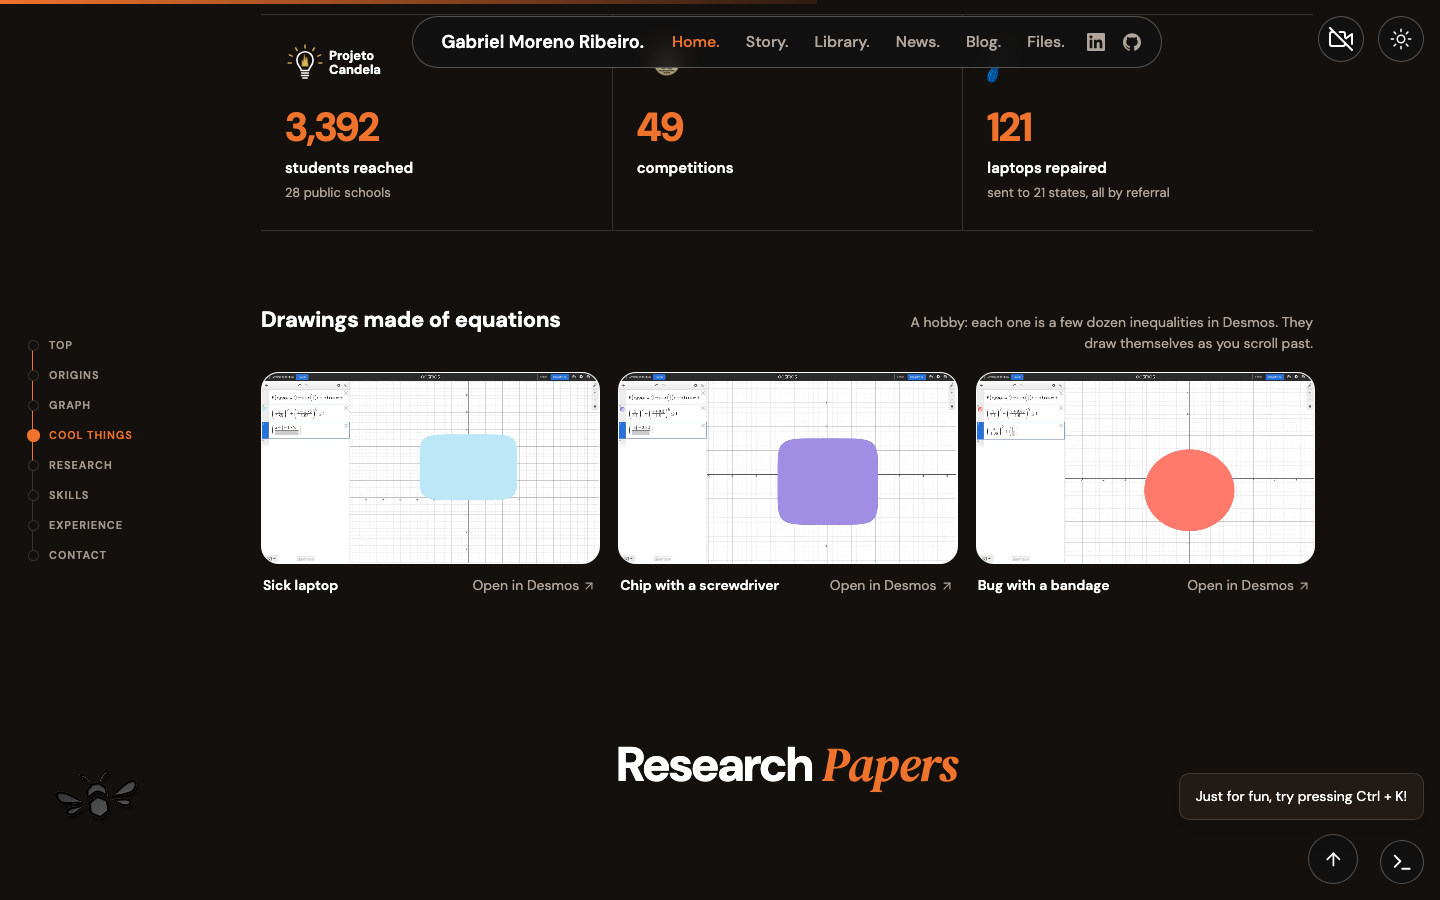 Gabriel Moreno Ribeiro.
Home.
Story.
Library.
News.
Blog.
Files.
Projeto
Candela
3,392
students reached
28 public schools
49
competitions
121
laptops repaired
sent to 21 states, all by referral
Drawings made of equations
A hobby: each one is a few dozen inequalities in Desmos. They
draw themselves as you scroll past.
TOP
ORIGINS
GRAPH
COOL THINGS
RESEARCH
SKILLS
EXPERIENCE
CONTACT
Sick laptop
Open in Desmos ↗
Chip with a screwdriver
Open in Desmos ↗
Bug with a bandage
Open in Desmos ↗
Research Papers
Just for fun, try pressing Ctrl + K!